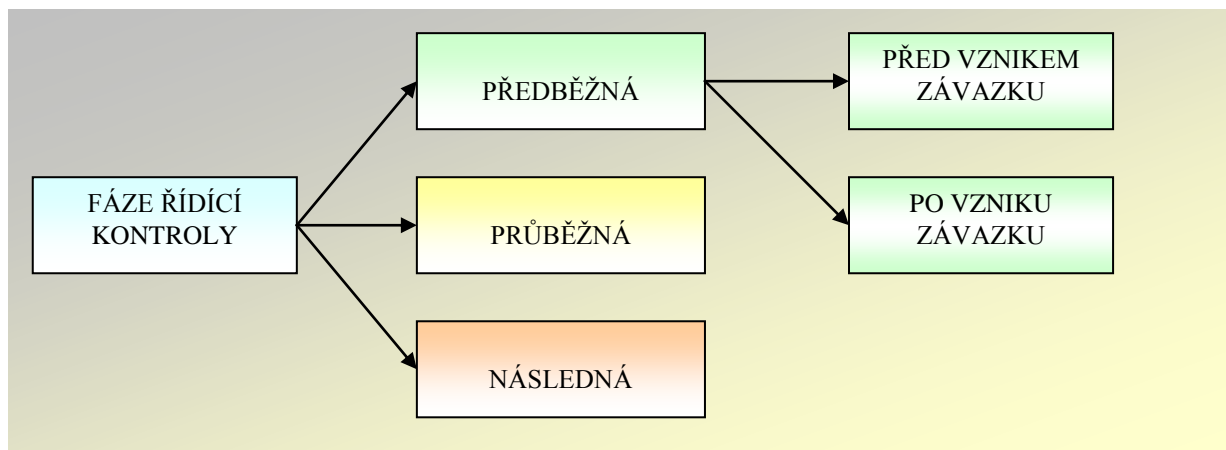 FÁZE ŘÍDÍCÍ
KONTROLY
PŘEDBĚŽNÁ
PRŮBĚŽNÁ
NÁSLEDNÁ
PŘED VZNIKEM
ZÁVAZKU
PO VZNIKU
ZÁVAZKU